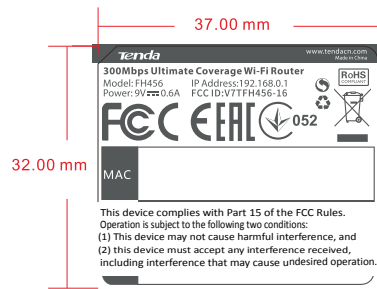 37.00 mm
Tenda
www.tendacn.com
Made in China
300Mbps Ultimate Coverage Wi-Fi Router
Model: FH456 IP Address:192.168.0.1
Power: 9V 0.6A FCC ID:V7TFH456-16
RoHS
COMPLIANT
FCC CE EAC 052
32.00 mm
MAC
This device complies with Part 15 of the FCC Rules.
Operation is subject to the following two conditions:
(1) This device may not cause harmful interference, and
(2) this device must accept any interference received,
including interference that may cause undesired operation.